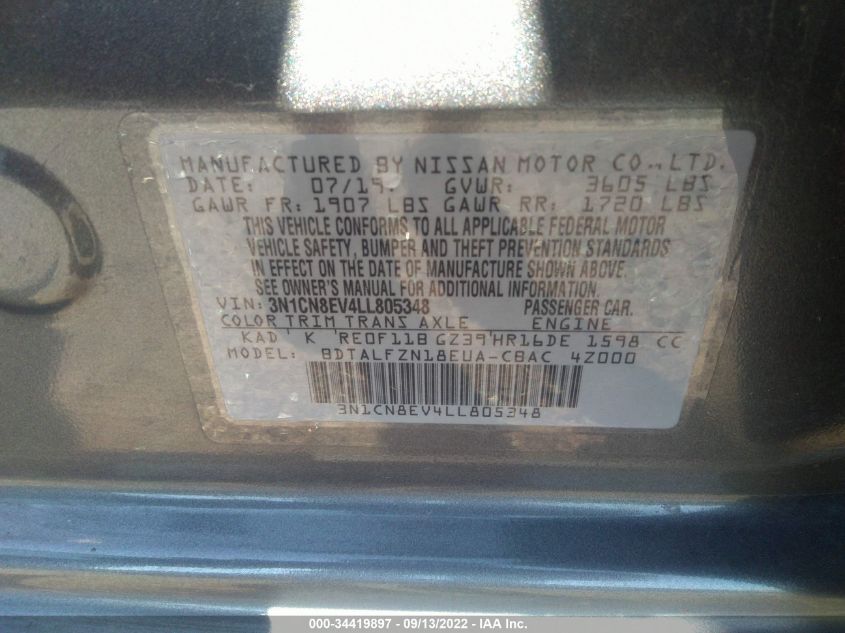 MANUFACTURED BY NISSAN MOTOR CO., LTD.
DATE: 07/19 GVWR: 3605 LBS
GAWR FR: 1907 LBS GAWR RR: 1720 LBS
THIS VEHICLE CONFORMS TO ALL APPLICABLE FEDERAL MOTOR
VEHICLE SAFETY, BUMPER AND THEFT PREVENTION STANDARDS
IN EFFECT ON THE DATE OF MANUFACTURE SHOWN ABOVE.
SEE OWNERS MANUAL FOR ADDITIONAL INFORMATION.
VIN: 3N1CN8EV4LL805348 PASSENGER CAR.
COLOR TRIM TRANS AXLE ENGINE
KAD K RE0F11B GZ39 HR16DE 1598 CC
MODEL: BDTALFZN18EUA-CBAC 4Z000
3N1CN8EV4LL805348
000-34419897 - 09/13/2022 - IAA Inc.